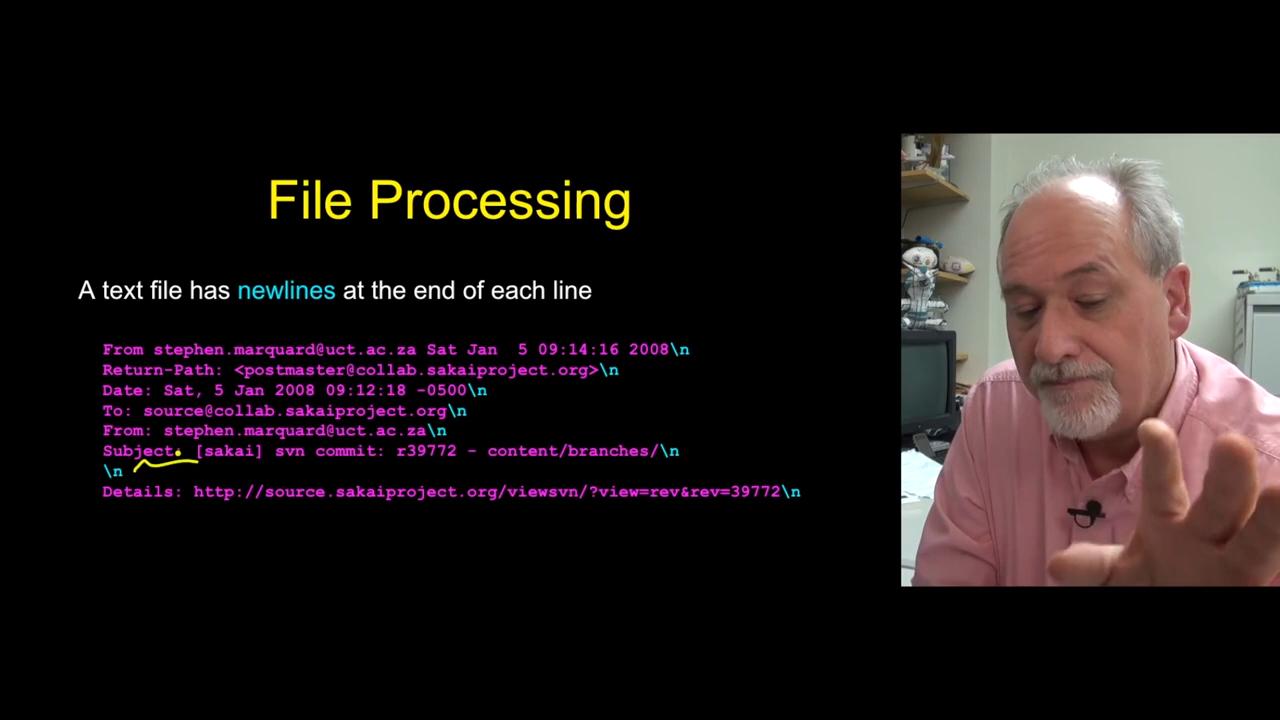 File Processing
A text file has newlines at the end of each line
From stephen.marquard@uct.ac.za Sat Jan  5 09:14:16 2008\n
Return-Path: <postmaster@collab.sakaiproject.org>\n
Date: Sat, 5 Jan 2008 09:12:18 -0500\n
To: source@collab.sakaiproject.org\n
From: stephen.marquard@uct.ac.za\n
Subject: [sakai] svn commit: r39772 - content/branches/\n
\n
Details: http://source.sakaiproject.org/viewsvn/?view=rev&rev=39772\n